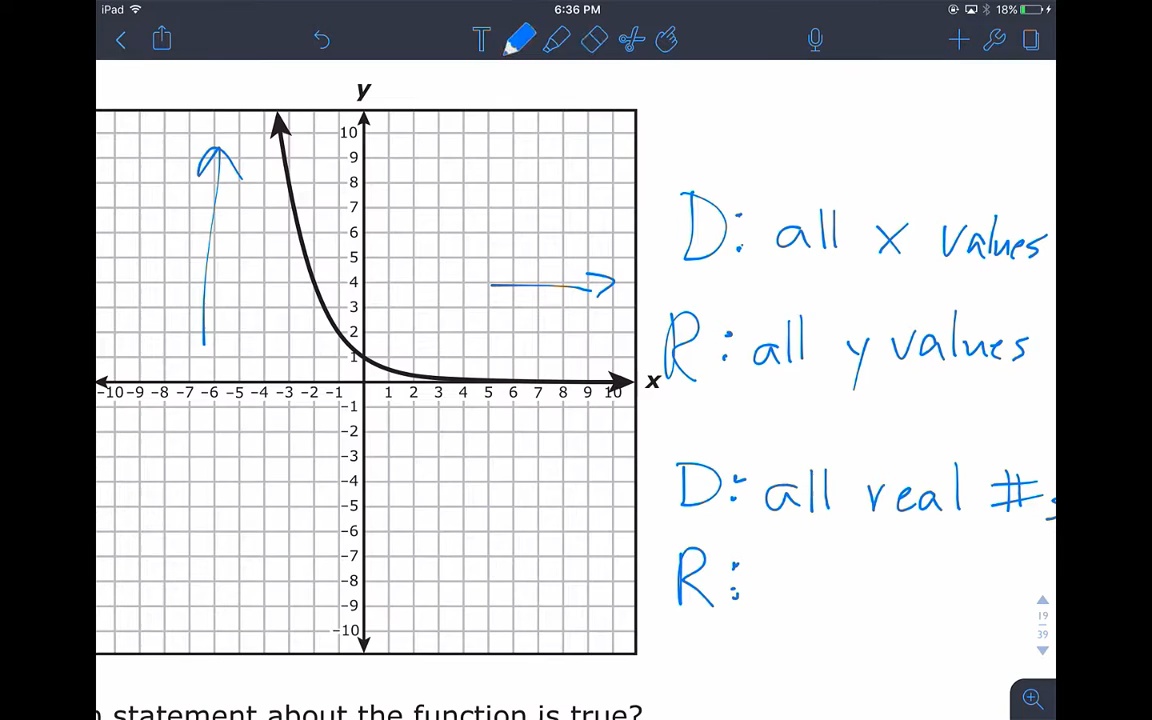 iPad
6:36 PM
18%
T
y
10
9
8
7
6
5
4
3
2
1
-10 -9 -8 -7 -6 -5 -4 -3 -2 -1 1 2 3 4 5 6 7 8 9 10 x
-1
-2
-3
-4
-5
-6
-7
-8
-9
-10
D: all x values
R: all y values
D: all real #s
R:
19
39
statement about the function is true?